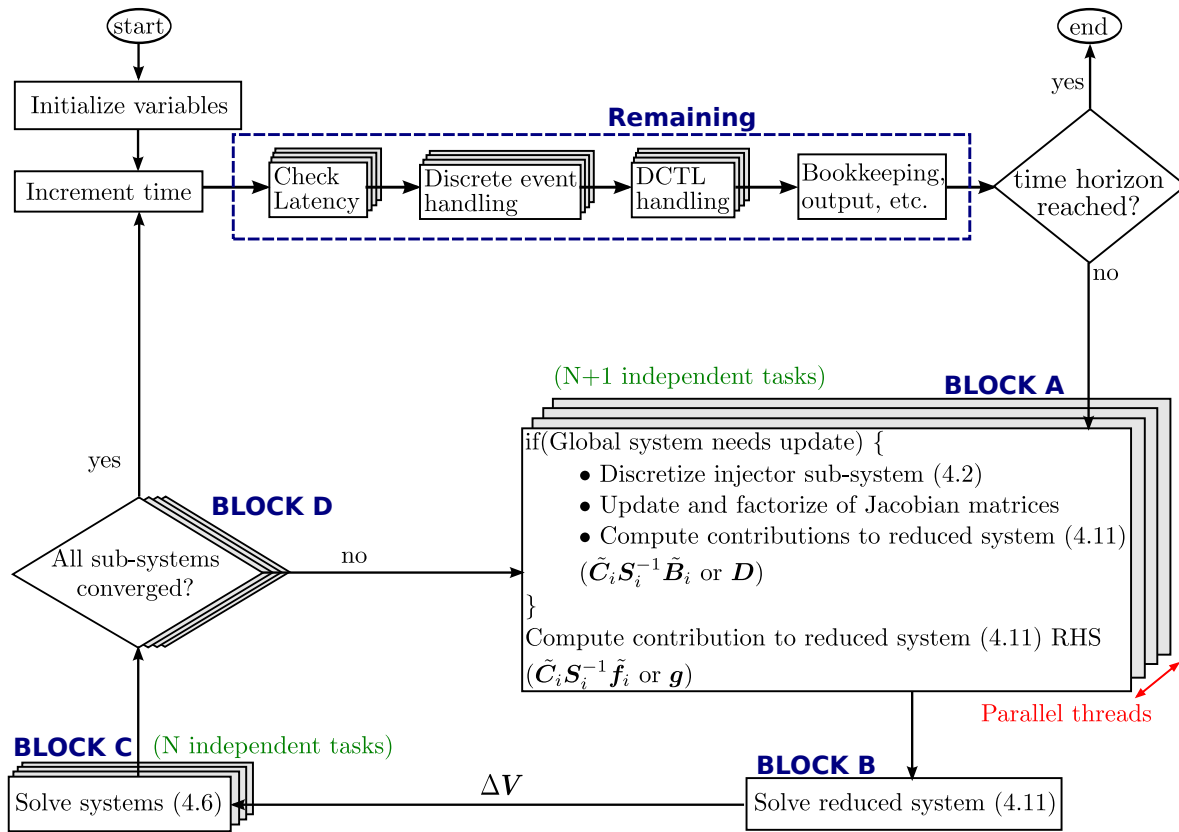 start
end
Initialize variables
yes
Remaining
Increment time
Check
Latency
Discrete event
handling
DCTL
handling
Bookkeeping,
output, etc.
time horizon
reached?
no
(N+1 independent tasks)
BLOCK A
if(Global system needs update) {
• Discretize injector sub-system (4.2)
• Update and factorize of Jacobian matrices
• Compute contributions to reduced system (4.11)
(C̃ᵢSᵢ⁻¹B̃ᵢ or D)
}
Compute contribution to reduced system (4.11) RHS
(C̃ᵢSᵢ⁻¹f̃ᵢ or g)
Parallel threads
yes
BLOCK D
All sub-systems
converged?
no
BLOCK C
(N independent tasks)
Solve systems (4.6)
ΔV
BLOCK B
Solve reduced system (4.11)